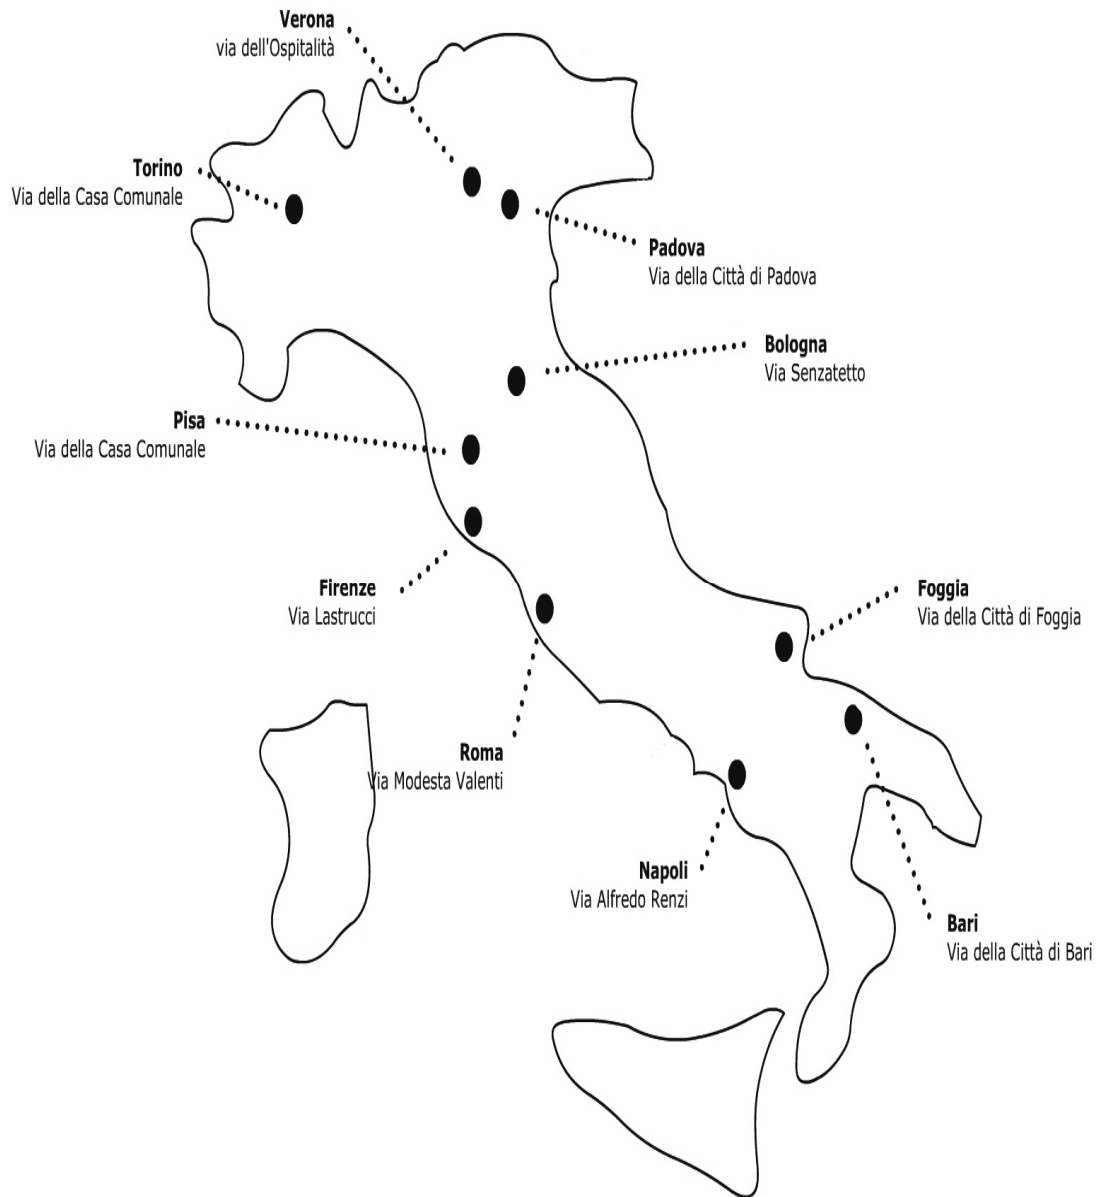 Verona
via dell'Ospitalità
Torino
Via della Casa Comunale
Padova
Via della Città di Padova
Bologna
Via Senzatetto
Pisa
Via della Casa Comunale
Firenze
Via Lastrucci
Foggia
Via della Città di Foggia
Roma
Via Modesta Valenti
Napoli
Via Alfredo Renzi
Bari
Via della Città di Bari